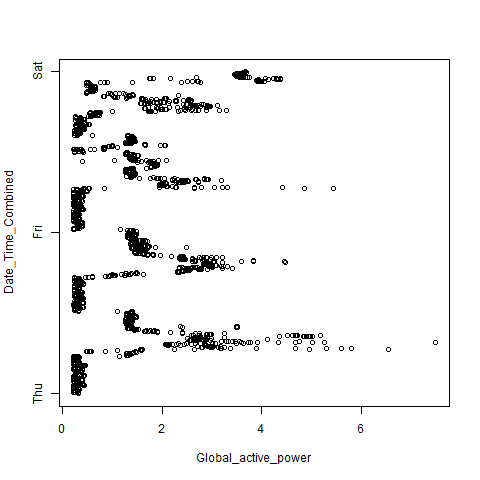 Sat
Fri
Thu
Date_Time_Combined
0 2 4 6
Global_active_power